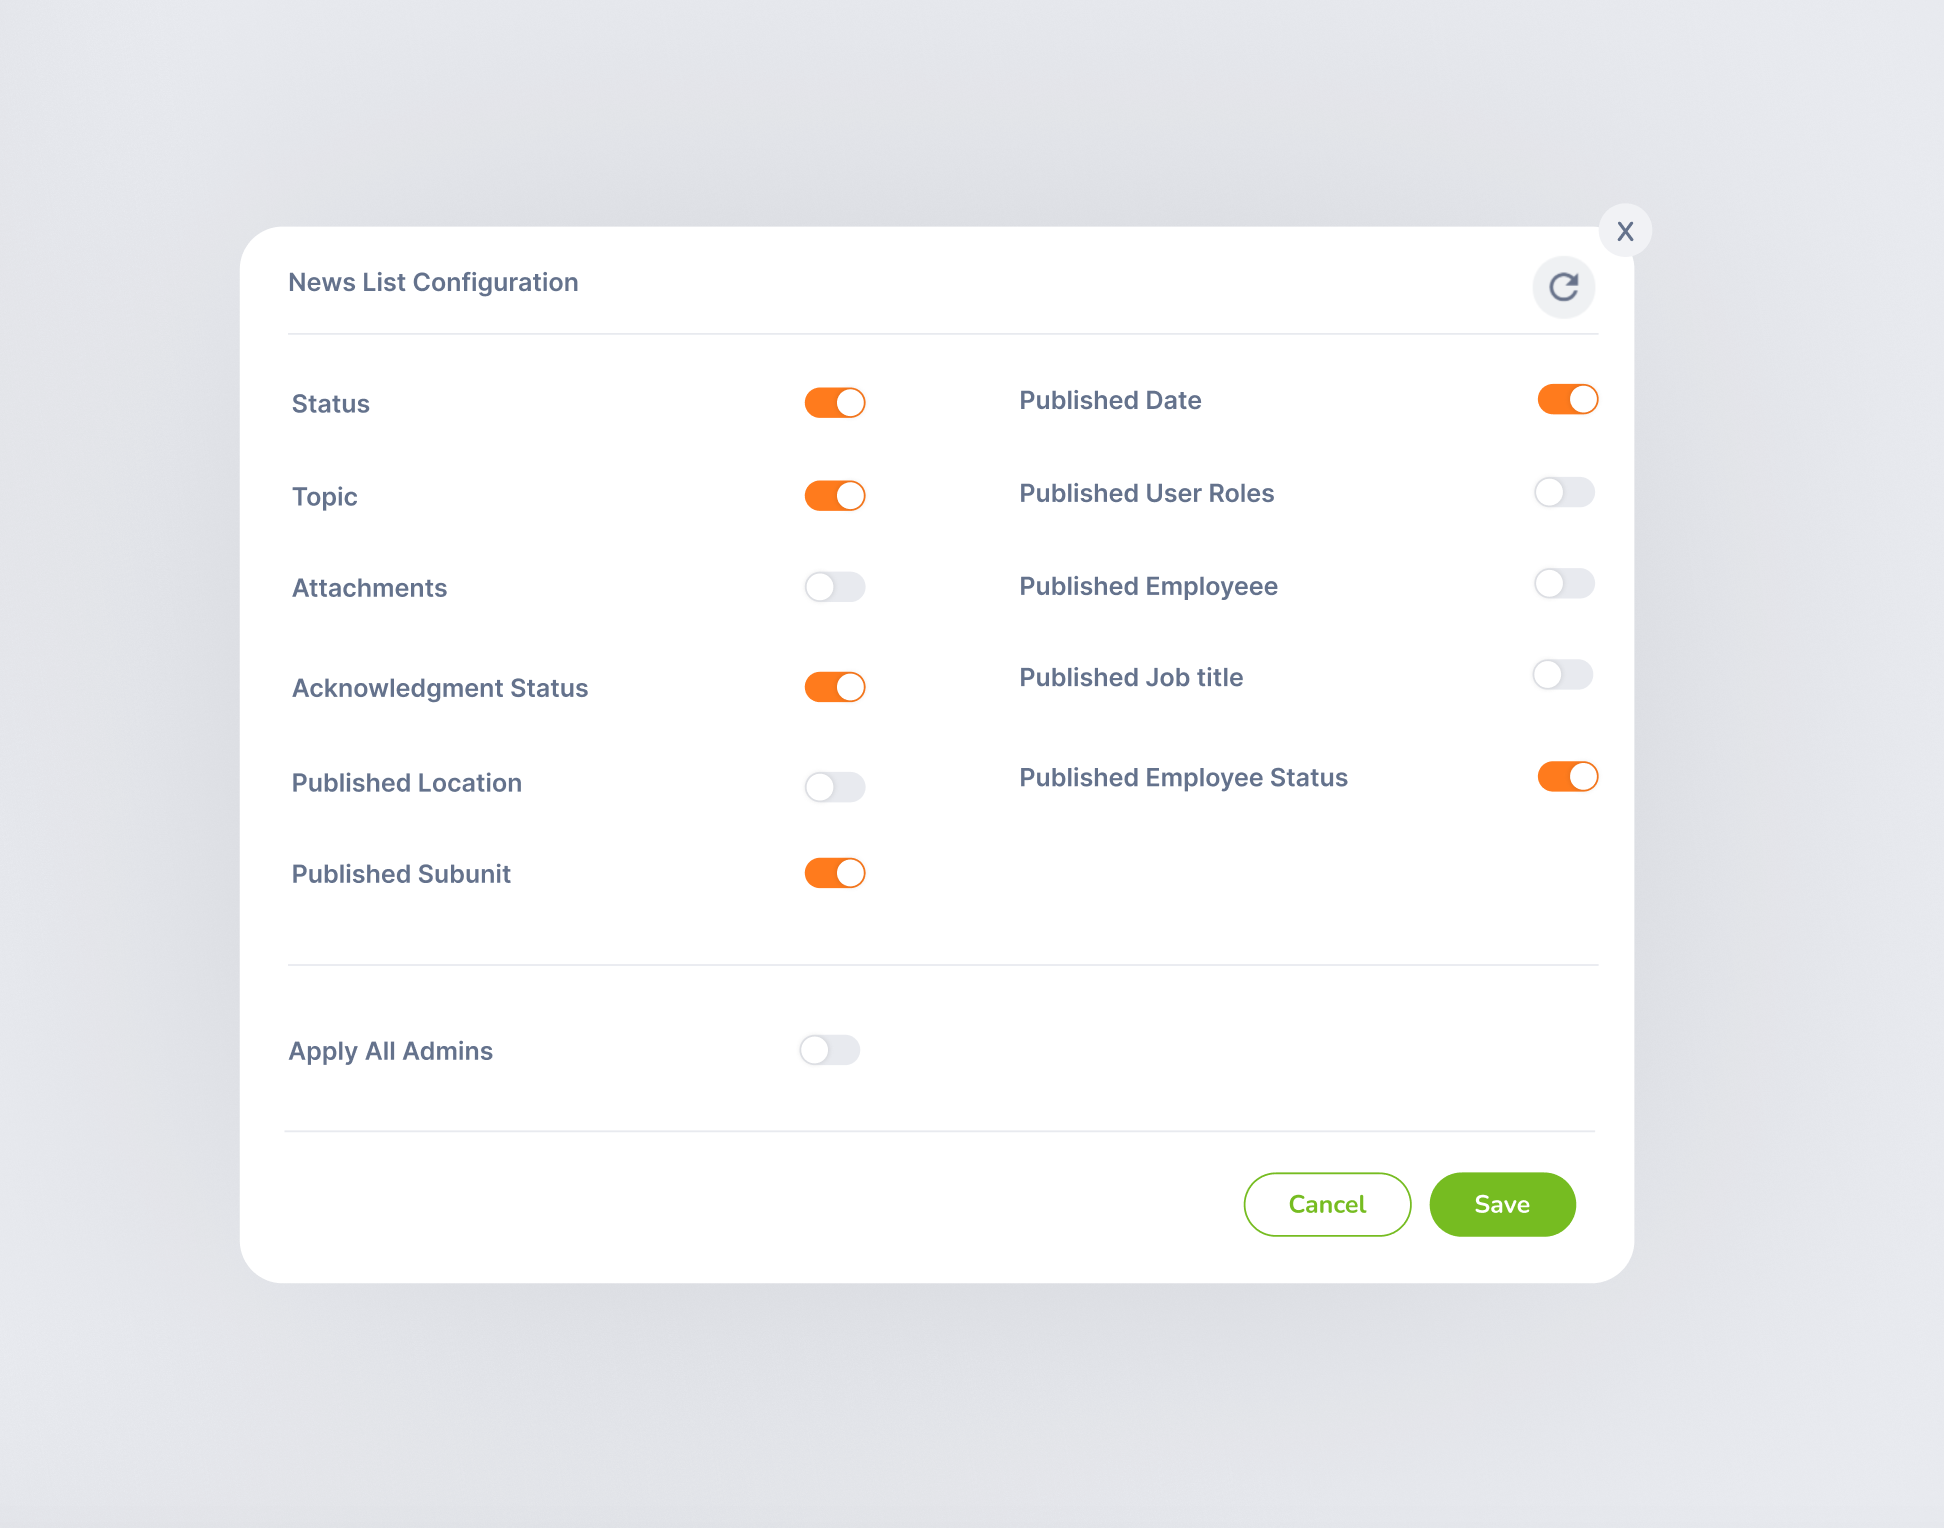 X
News List Configuration
Status
Published Date
Topic
Published User Roles
Attachments
Published Employeee
Acknowledgment Status
Published Job title
Published Location
Published Employee Status
Published Subunit
Apply All Admins
Cancel
Save